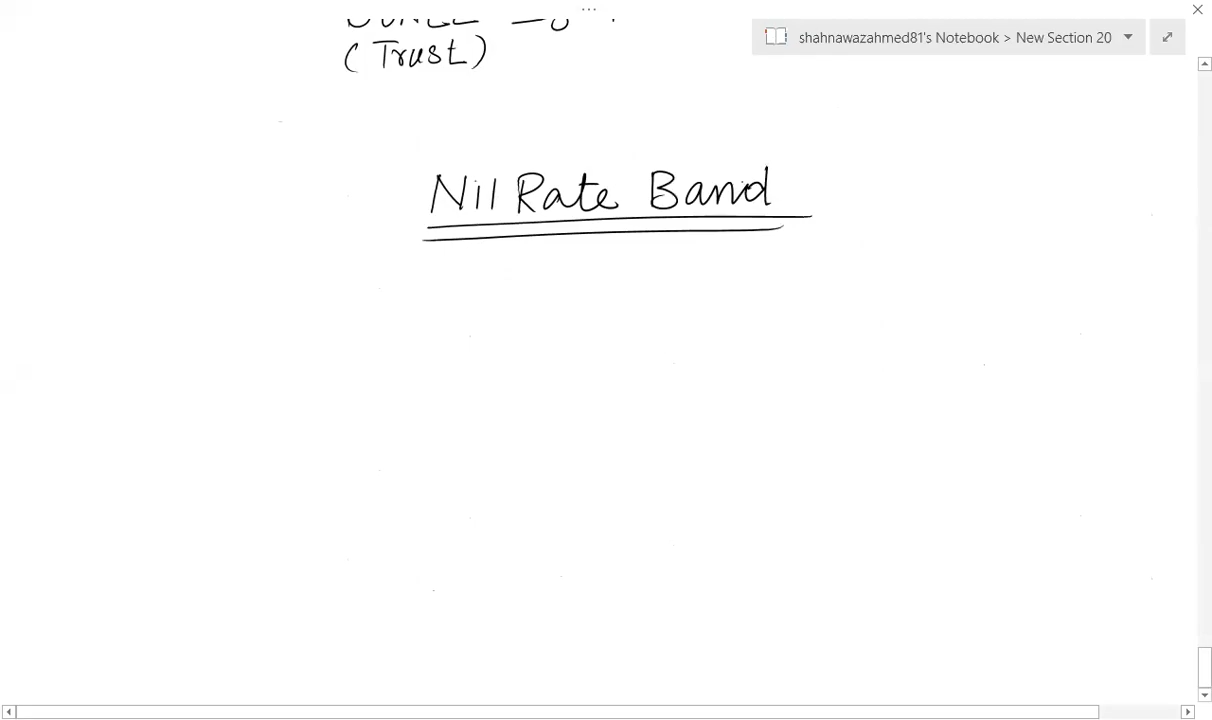 shahnawazahmed81's Notebook > New Section 20
(Trust)
Nil Rate Band